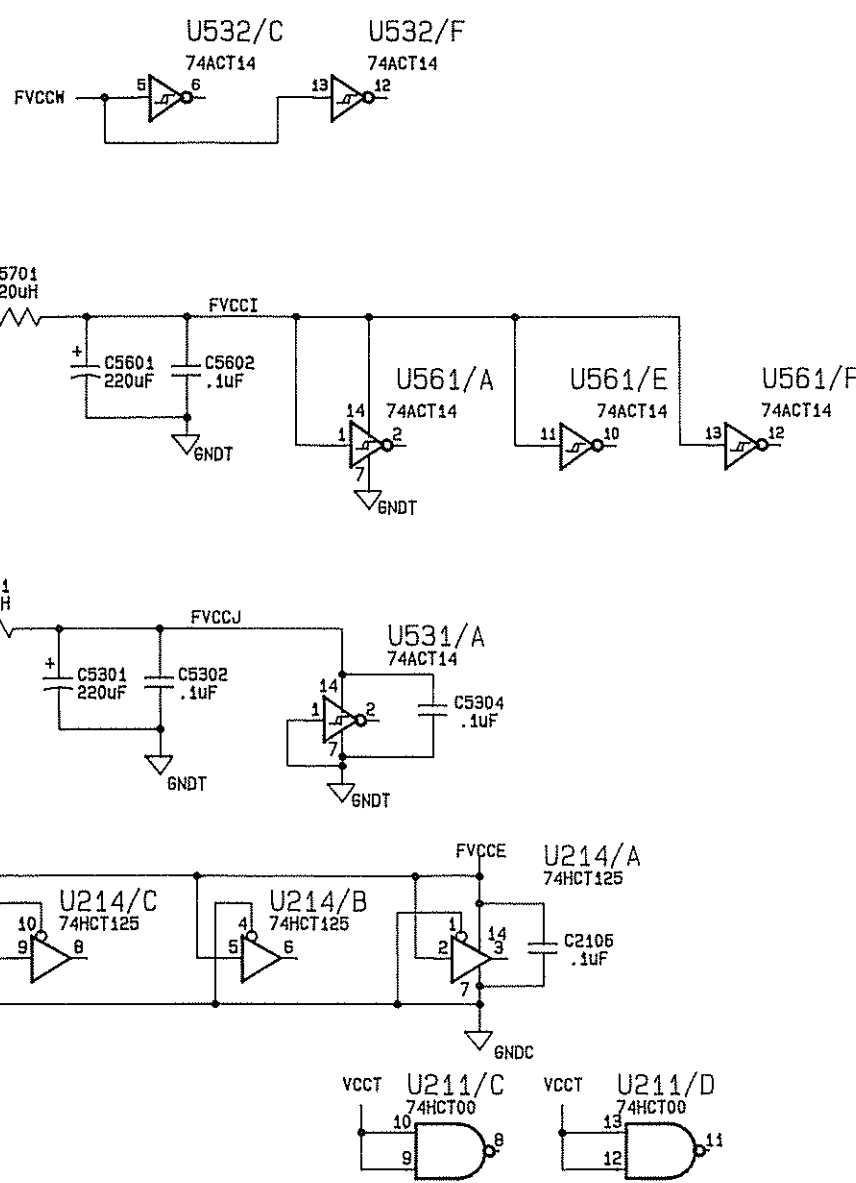 U532/C U532/F
74ACT14 74ACT14
FVCCW 5 6 13 12
5701
20uH
FVCCI
+ C5601 C5602
220uF .1uF
U561/A U561/E U561/F
14 74ACT14 74ACT14 74ACT14
1 2 11 10 13 12
GNDT 7
GNDT
1
H
FVCCJ
U531/A
74ACT14
+ C5301 C5302 14 C5304
220uF .1uF 1 2 .1uF
7
GNDT GNDT
FVCCE U214/A
74HCT125
U214/C U214/B
10 74HCT125 4 74HCT125 1 14
9 8 5 6 2 3 C2106
.1uF
7
GNDC
VCCT U211/C VCCT U211/D
74HCT00 74HCT00
10 8 13 11
9 12